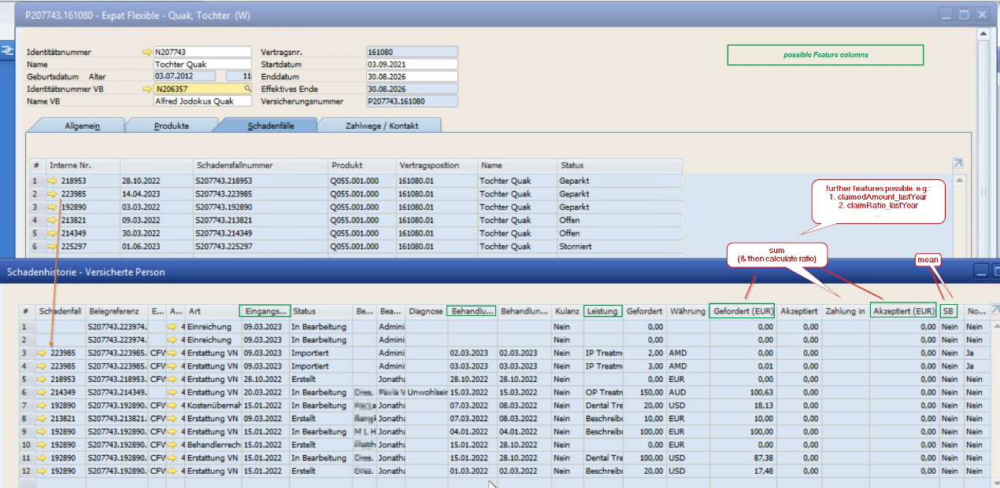 P207743.161080 - Expat Flexible - Quak, Tochter (W)
Identitätsnummer N207743 Vertragsnr. 161080
Name Tochter Quak Startdatum 03.09.2021
Geburtsdatum Alter 03.07.2012 11 Enddatum 30.08.2026
Identitätsnummer VB N206357 Effektives Ende 30.08.2026
Name VB Alfred Jodokus Quak Versicherungsnummer P207743.161080
possible Feature columns
Allgemein Produkte Schadenfälle Zahlwege / Kontakt
# Interne Nr. Schadensfallnummer Produkt Vertragsposition Name Status
1 218953 28.10.2022 S207743.218953 Q055.001.000 161080.01 Tochter Quak Geparkt
2 223985 14.04.2023 S207743.223985 Q055.001.000 161080.01 Tochter Quak Geparkt
3 192890 03.03.2022 S207743.192890 Q055.001.000 161080.01 Tochter Quak Geparkt
4 213821 09.03.2022 S207743.213821 Q055.001.000 161080.01 Tochter Quak Offen
5 214349 30.03.2022 S207743.214349 Q055.001.000 161080.01 Tochter Quak Offen
6 225297 01.06.2023 S207743.225297 Q055.001.000 161080.01 Tochter Quak Storniert
further features possible. e.g.:
1. claimedAmount_lastYear
2. claimRatio_lastYear
....
sum
(& then calculate ratio)
mean
Schadenhistorie - Versicherte Person
# Schadenfall Belegreferenz E... A... Art Eingangs... Status Be... Bea... Diagnose Behandlu... Behandlun... Kulanz Leistung Gefordert Währung Gefordert (EUR) Akzeptiert Zahlung in Akzeptiert (EUR) SB No...
1 S207743.223974. 4 Einreichung 09.03.2023 In Bearbeitung Admini Nein 0,00 0,00 0,00 0,00 Nein Nein
2 S207743.223974. 4 Einreichung 09.03.2023 In Bearbeitung Admini Nein 0,00 0,00 0,00 0,00 Nein Nein
3 223985 S207743.223985. CFW 4 Erstattung VN 09.03.2023 Importiert Admini 02.03.2023 02.03.2023 Nein IP Treatm 2,00 AMD 0,00 0,00 0,00 Nein Ja
4 223985 S207743.223985. CFW 4 Erstattung VN 09.03.2023 Importiert Admini 03.03.2023 03.03.2023 Nein IP Treatm 3,00 AMD 0,01 0,00 0,00 Nein Ja
5 218953 S207743.218953. CFW 4 Erstattung VN 28.10.2022 Erstellt Jonatha 28.10.2022 28.10.2022 Nein 0,00 EUR 0,00 0,00 0,00 Nein Nein
6 214349 S207743.214349. 4 Erstattung VN 20.03.2022 In Bearbeitung Unwohlsein 15.03.2022 15.03.2022 Nein OP Treatm 150,00 AUD 100,63 0,00 0,00 Nein Nein
7 192890 S207743.192890. CFW 4 Kostenübernah 15.01.2022 In Bearbeitung Jonatha 07.03.2022 08.03.2022 Nein Dental Tre 20,00 USD 18,13 0,00 0,00 Nein Nein
8 213821 S207743.213821. CFW 4 Erstattung VN 09.03.2022 Erstellt Jonatha 07.03.2022 08.03.2022 Nein Beschreibu 10,00 EUR 10,00 0,00 0,00 Nein Nein
9 192890 S207743.192890. CFW 4 Erstattung VN 15.01.2022 In Bearbeitung Jonatha 04.01.2022 04.01.2022 Nein Beschreibu 100,00 EUR 100,00 0,00 0,00 Nein Nein
10 192890 S207743.192890. CFW 4 Behandlerrech 15.01.2022 Erstellt Jonatha 15.01.2022 28.10.2022 Nein 0,00 EUR 0,00 0,00 0,00 Nein Nein
11 192890 S207743.192890. CFW 4 Erstattung VN 15.01.2022 In Bearbeitung Jonatha 15.01.2022 28.10.2022 Nein Dental Tre 100,00 USD 87,38 0,00 0,00 Nein Nein
12 192890 S207743.192890. CFW 4 Erstattung VN 15.01.2022 Erstellt Jonatha 01.03.2022 02.03.2022 Nein Beschreibu 20,00 USD 17,48 0,00 0,00 Nein Nein